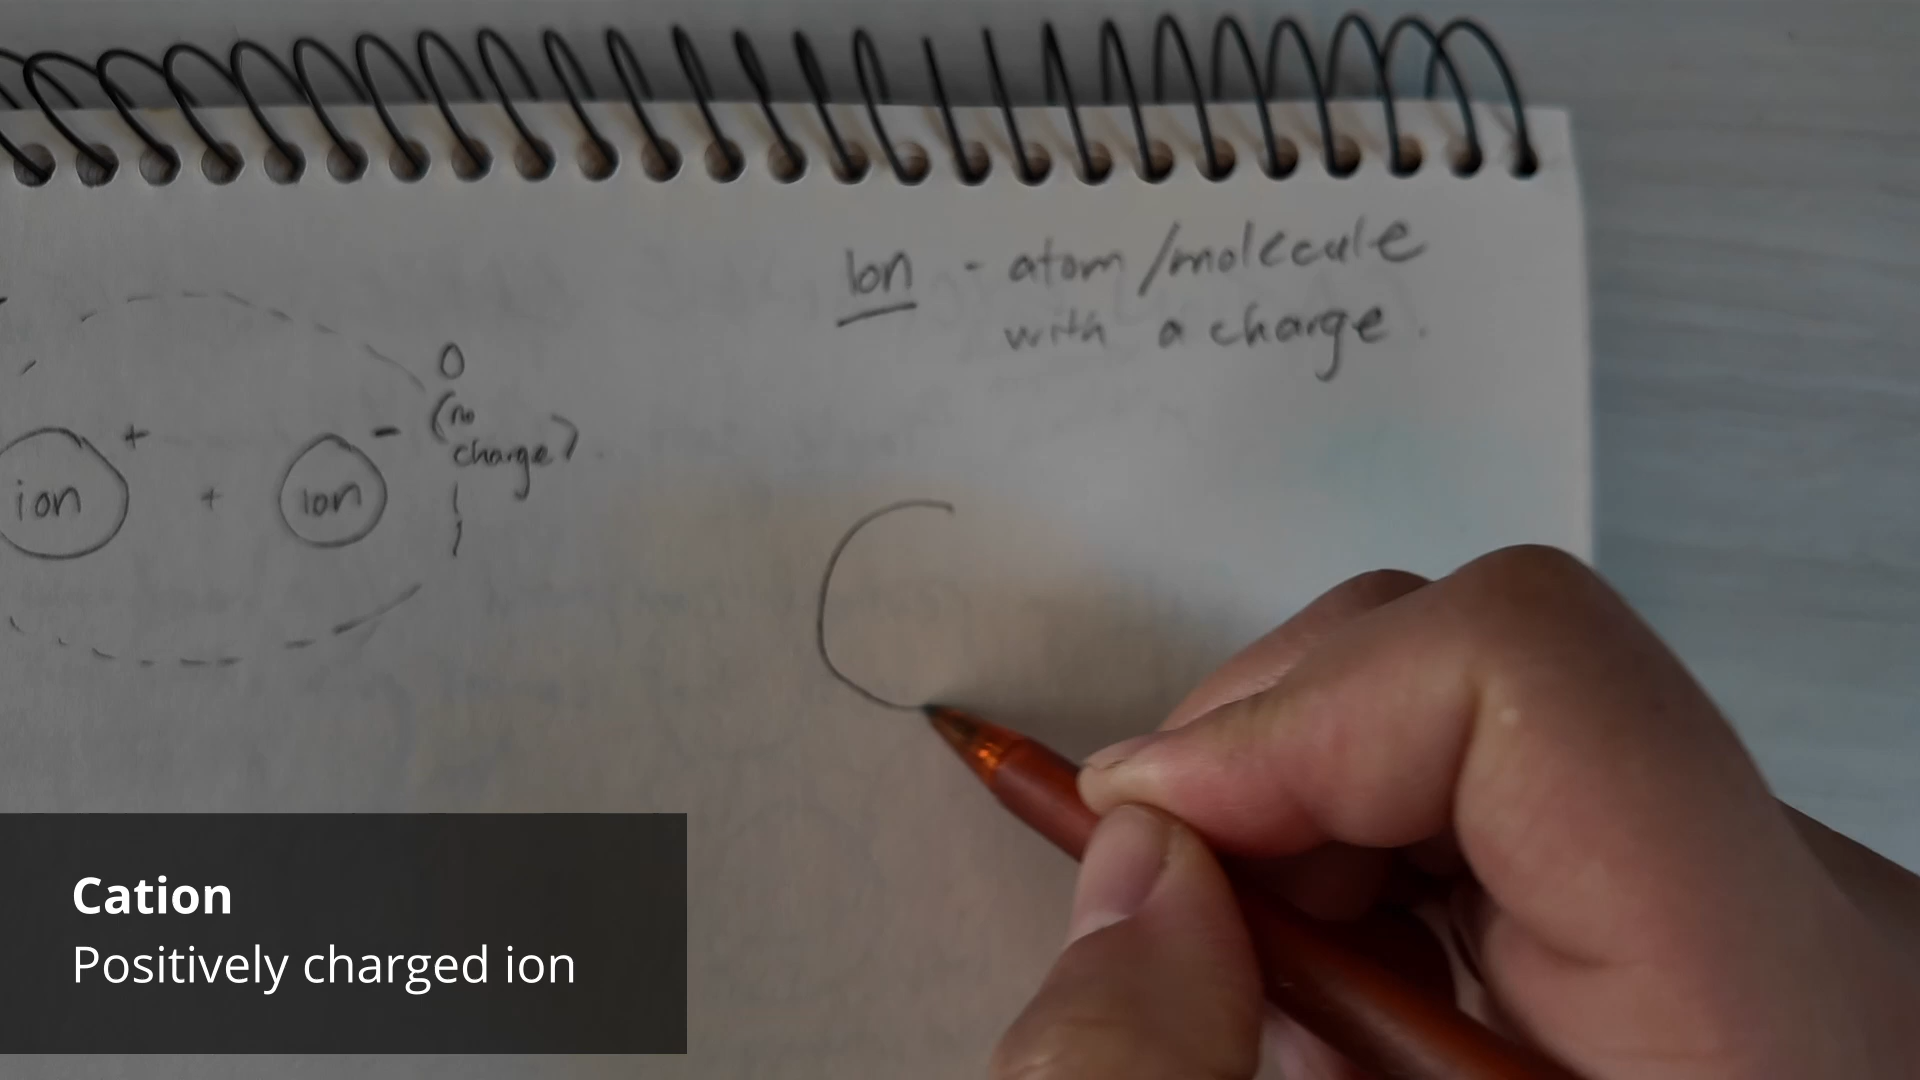 Ion - atom/molecule
with a charge.
0
(no
charge)
+
-
ion
+
ion
Cation
Positively charged ion